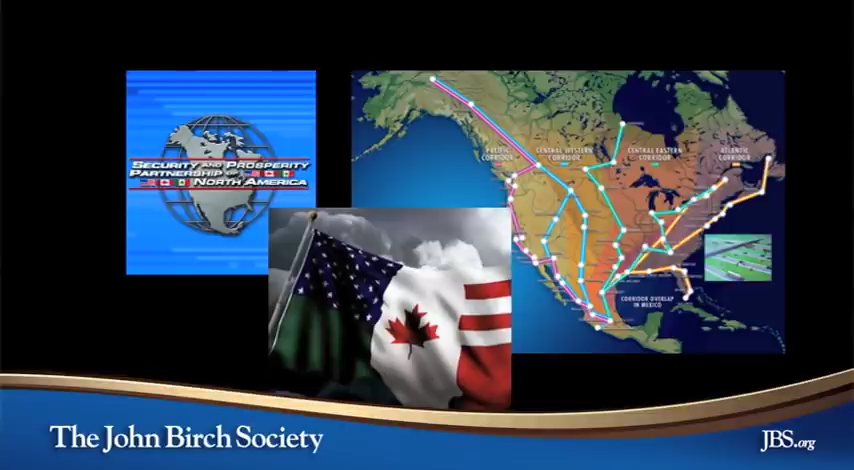 SECURITY AND PROSPERITY
PARTNERSHIP OF
NORTH AMERICA
PACIFIC
CORRIDOR
CENTRAL WESTERN
CORRIDOR
CENTRAL EASTERN
CORRIDOR
ATLANTIC
CORRIDOR
CORRIDOR OVERLAP
IN MEXICO
The John Birch Society
JBS.org